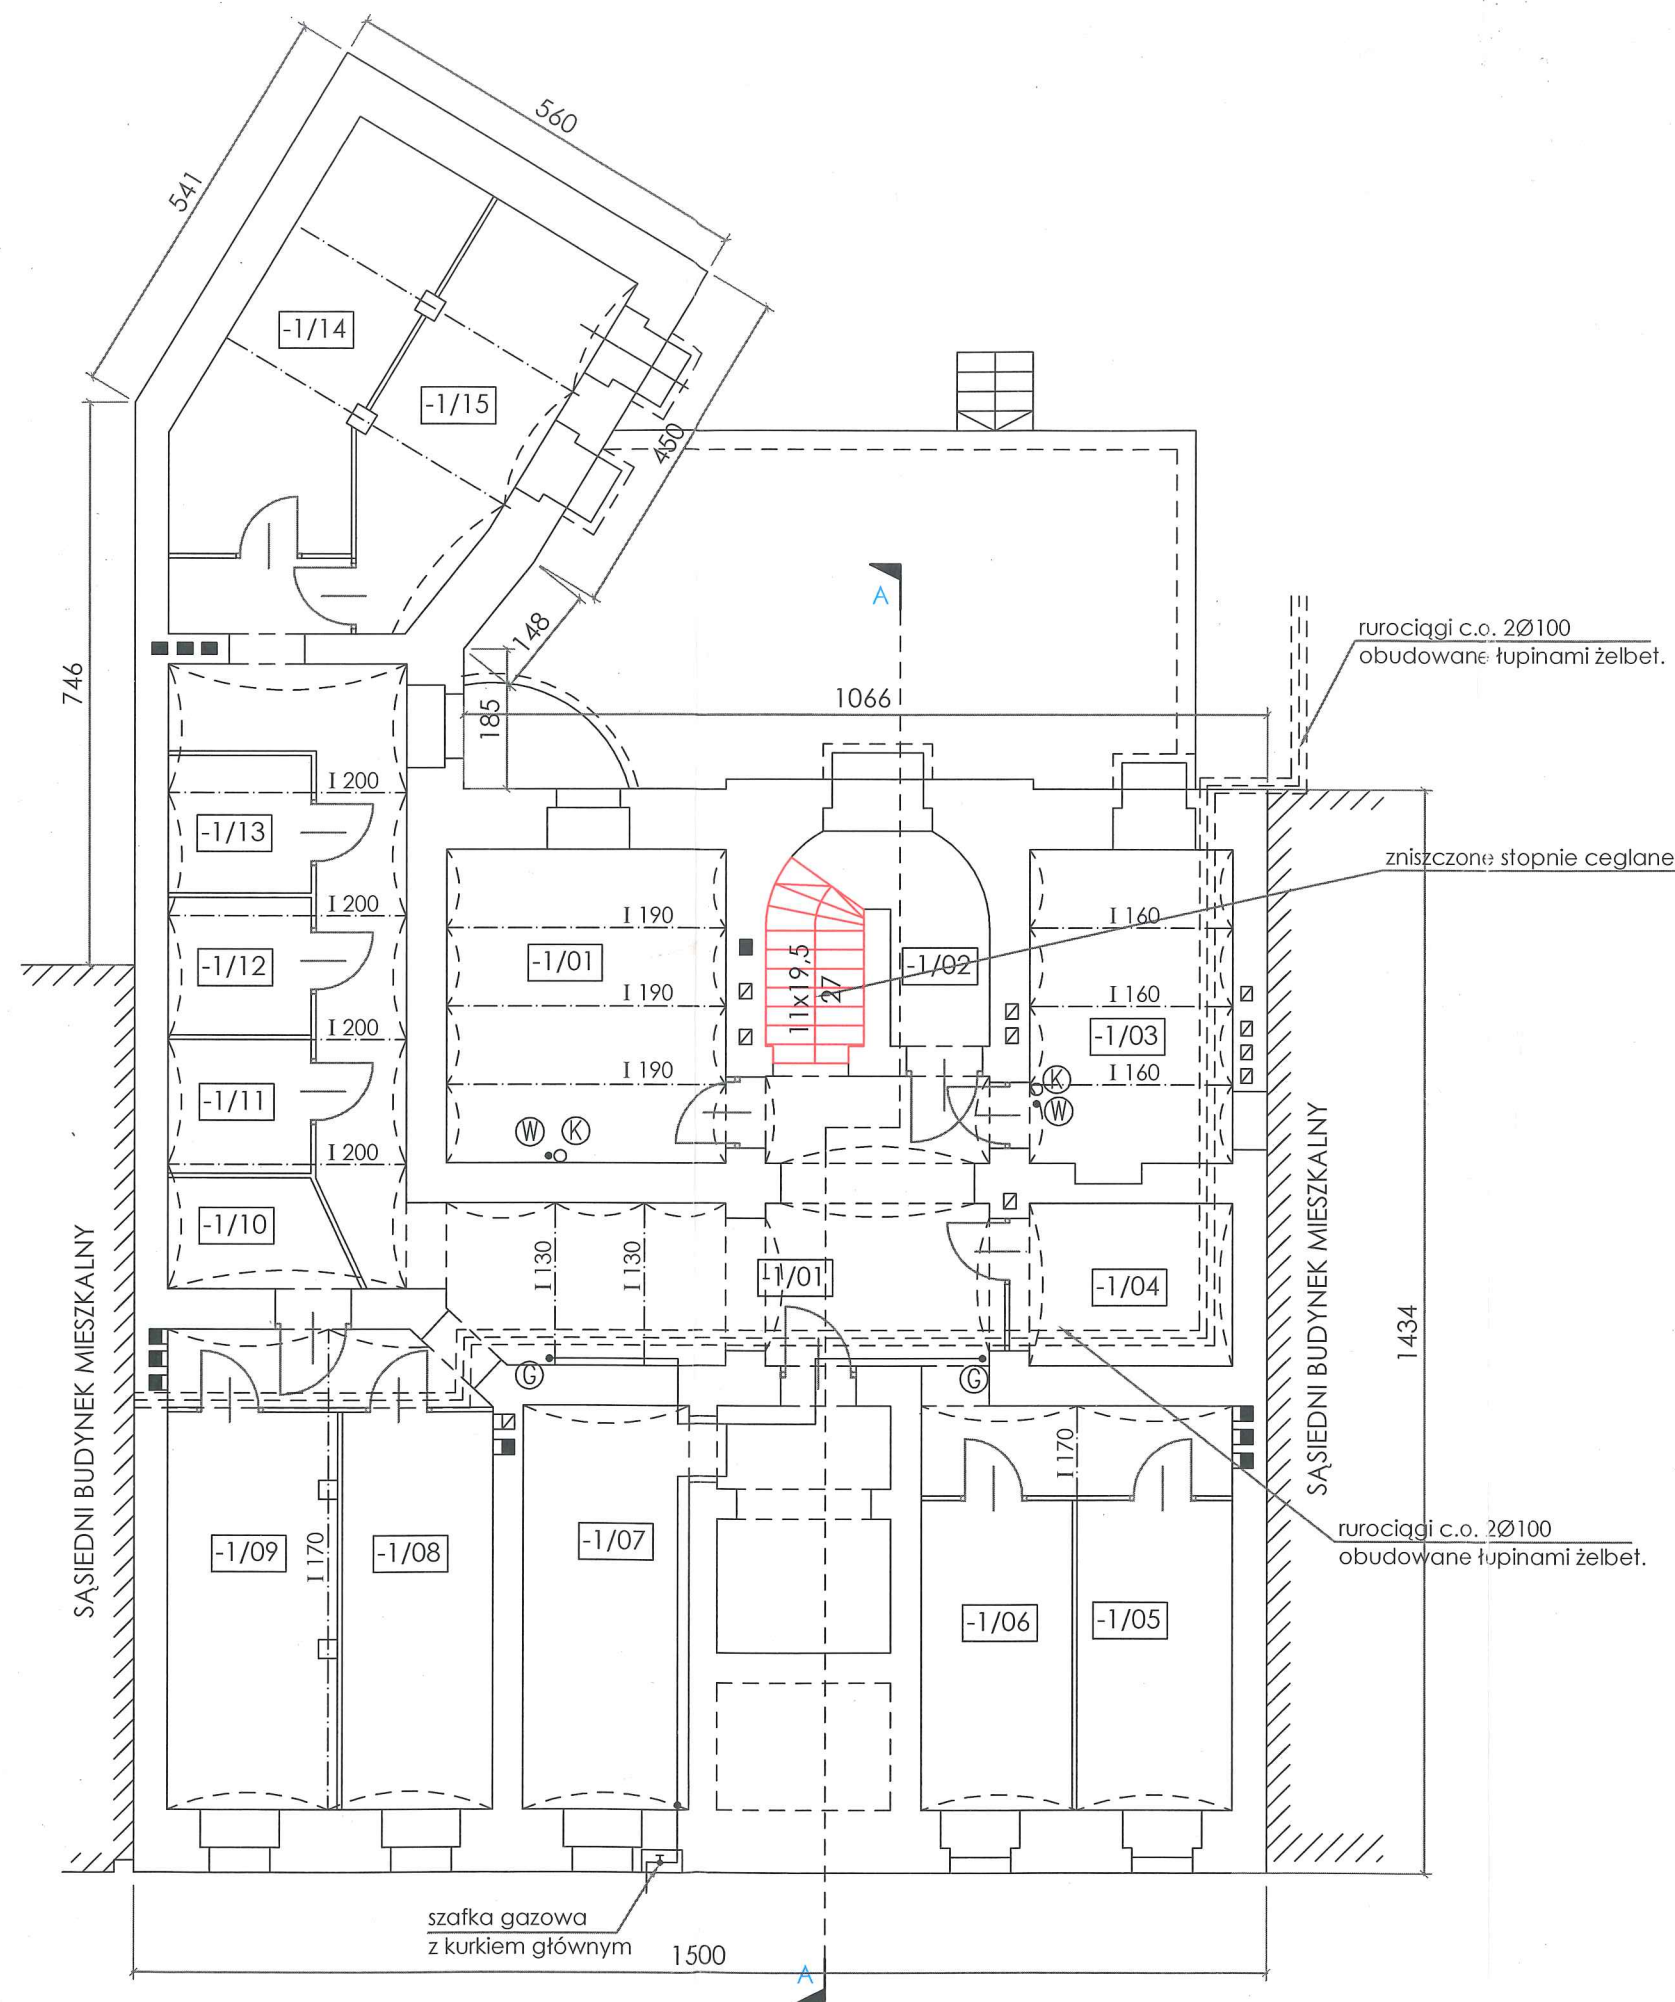 560
541
-1/14
-1/15
450
A
148
rurociągi c.o. 2Ø100
obudowane łupinami żelbet.
746
1066
185
I 200
-1/13
zniszczone stopnie ceglane
I 200
I 190
I 160
-1/12
-1/01
11x19,5
27
-1/02
I 190
I 160
I 200
-1/03
-1/11
I 190
I 160
K
W
W
K
I 200
-1/10
I 130
I 130
-1/01
-1/04
SĄSIEDNI BUDYNEK MIESZKALNY
SĄSIEDNI BUDYNEK MIESZKALNY
1434
G
G
I 170
-1/09
I 170
-1/08
-1/07
rurociągi c.o. 2Ø100
obudowane łupinami żelbet.
-1/06
-1/05
szafka gazowa
z kurkiem głównym
1500
A